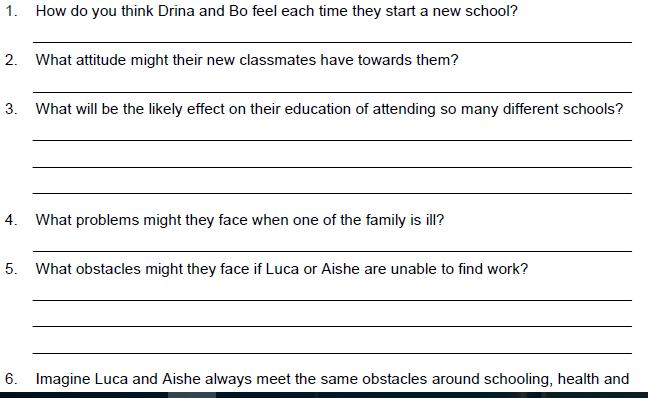 1. How do you think Drina and Bo feel each time they start a new school?
2. What attitude might their new classmates have towards them?
3. What will be the likely effect on their education of attending so many different schools?
4. What problems might they face when one of the family is ill?
5. What obstacles might they face if Luca or Aishe are unable to find work?
6. Imagine Luca and Aishe always meet the same obstacles around schooling, health and